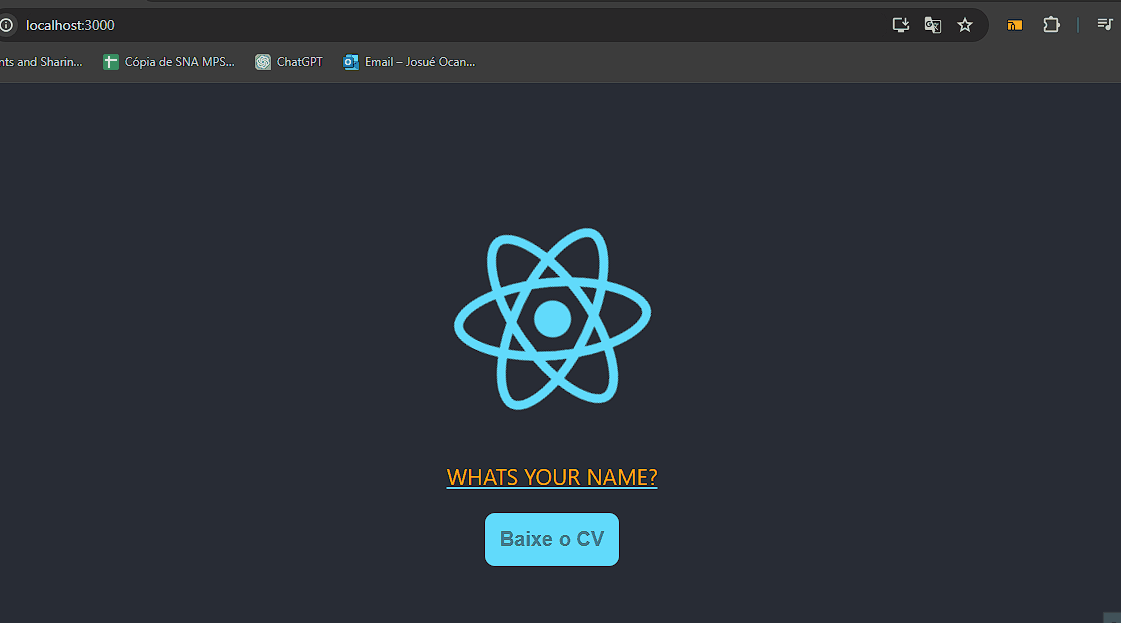 localhost:3000
nts and Sharin... Cópia de SNA MPS... ChatGPT Email – Josué Ocan...
WHATS YOUR NAME?
Baixe o CV